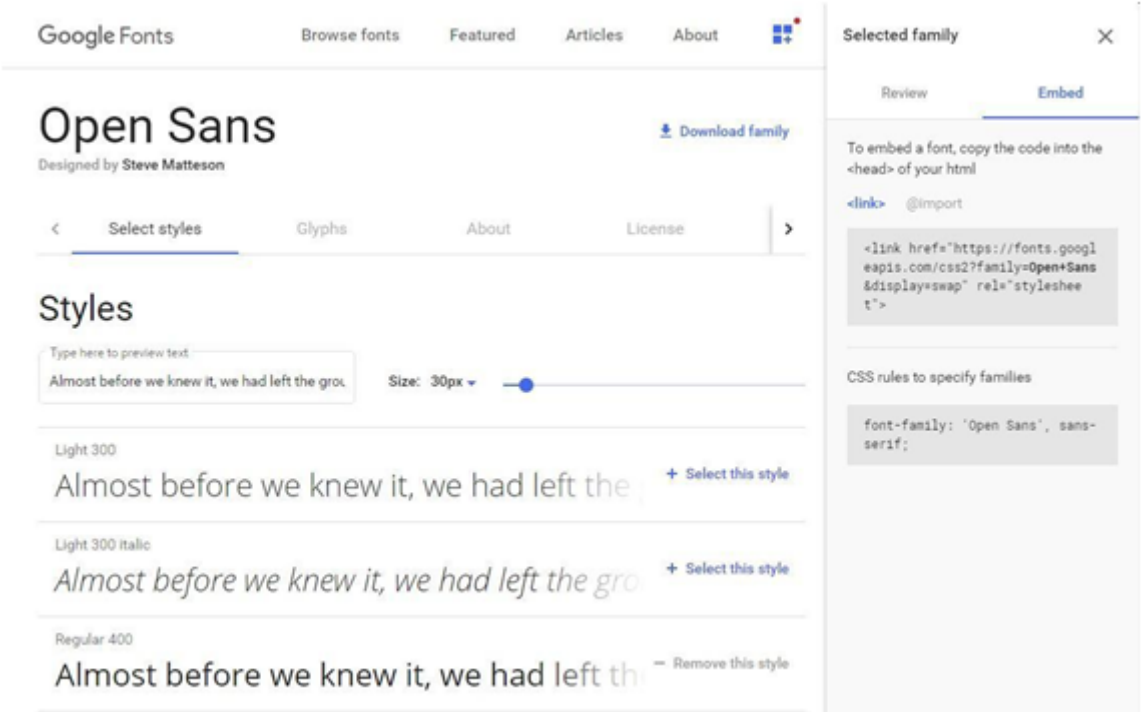 Google Fonts
Browse fonts
Featured
Articles
About
Open Sans
Download family
Designed by Steve Matteson
Select styles
Glyphs
About
License
Styles
Type here to preview text
Almost before we knew it, we had left the grou
Size: 30px
Light 300
Almost before we knew it, we had left the
+ Select this style
Light 300 italic
Almost before we knew it, we had left the gro
+ Select this style
Regular 400
Almost before we knew it, we had left th
− Remove this style
Selected family
Review
Embed
To embed a font, copy the code into the
<head> of your html
<link>
@import
<link href="https://fonts.googl
eapis.com/css2?family=Open+Sans
&display=swap" rel="styleshee
t">
CSS rules to specify families
font-family: 'Open Sans', sans-
serif;